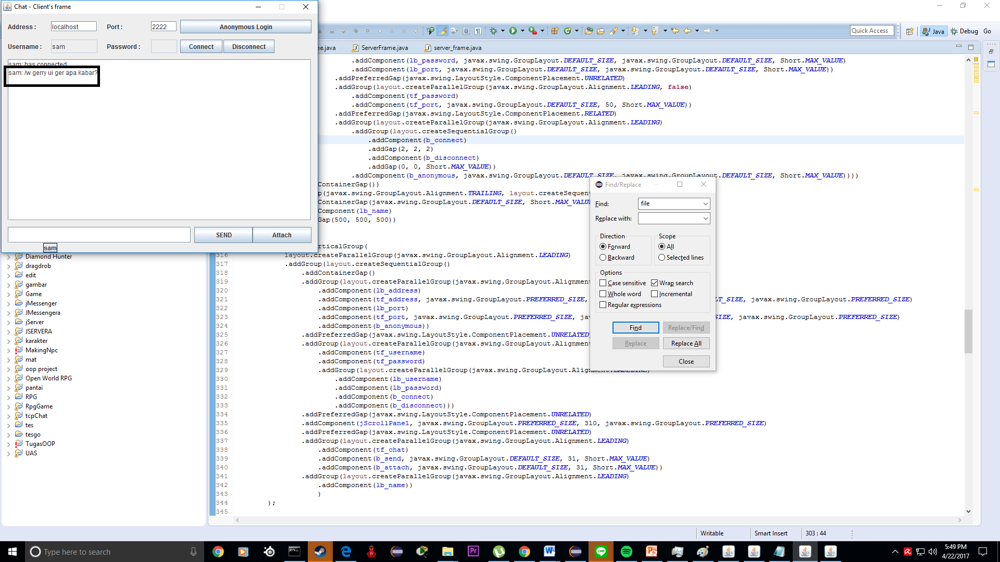 Chat - Client's frame
Address :
localhost
Port :
2222
Anonymous Login
Username :
sam
Password :
Connect
Disconnect
sam: has connected
sam: /w gerry ui ger apa kabar?
SEND
Attach
sam
Quick Access
Java
Debug
Go
me.java
ServerFrame.java
server_frame.java
.addComponent(lb_password, javax.swing.GroupLayout.DEFAULT_SIZE, javax.swing.GroupLayout.DEFAULT_SIZE, Short.MAX_VALUE)
.addComponent(lb_port, javax.swing.GroupLayout.DEFAULT_SIZE, javax.swing.GroupLayout.DEFAULT_SIZE, Short.MAX_VALUE))
.addPreferredGap(javax.swing.LayoutStyle.ComponentPlacement.UNRELATED)
.addGroup(layout.createParallelGroup(javax.swing.GroupLayout.Alignment.LEADING, false)
.addComponent(tf_password)
.addComponent(tf_port, javax.swing.GroupLayout.DEFAULT_SIZE, 50, Short.MAX_VALUE))
.addPreferredGap(javax.swing.LayoutStyle.ComponentPlacement.RELATED)
.addGroup(layout.createParallelGroup(javax.swing.GroupLayout.Alignment.LEADING)
.addGroup(layout.createSequentialGroup()
.addComponent(b_connect)
.addGap(2, 2, 2)
.addComponent(b_disconnect)
.addGap(0, 0, Short.MAX_VALUE))
.addComponent(b_anonymous, javax.swing.GroupLayout.DEFAULT_SIZE, javax.swing.GroupLayout.DEFAULT_SIZE, Short.MAX_VALUE))))
ContainerGap())
p(javax.swing.GroupLayout.Alignment.TRAILING, layout.createSequent
ContainerGap(javax.swing.GroupLayout.DEFAULT_SIZE, Short.MAX_VALUE
Component(lb_name)
Gap(500, 500, 500))
rticalGroup(
316 layout.createParallelGroup(javax.swing.GroupLayout.Alignment.LEADING)
317 .addGroup(layout.createSequentialGroup()
318 .addContainerGap()
319 .addGroup(layout.createParallelGroup(javax.swing.GroupLayout.Alignm
320 .addComponent(lb_address)
321 .addComponent(tf_address, javax.swing.GroupLayout.PREFERRED_SIZE, LT_SIZE, javax.swing.GroupLayout.PREFERRED_SIZE)
322 .addComponent(lb_port)
323 .addComponent(tf_port, javax.swing.GroupLayout.PREFERRED_SIZE, ja SIZE, javax.swing.GroupLayout.PREFERRED_SIZE)
324 .addComponent(b_anonymous))
325 .addPreferredGap(javax.swing.LayoutStyle.ComponentPlacement.UNRELATED)
326 .addGroup(layout.createParallelGroup(javax.swing.GroupLayout.Alignment
327 .addComponent(tf_username)
328 .addComponent(tf_password)
329 .addGroup(layout.createParallelGroup(javax.swing.GroupLayout.Alignment.BASELINE)
330 .addComponent(lb_username)
331 .addComponent(lb_password)
332 .addComponent(b_connect)
333 .addComponent(b_disconnect)))
334 .addPreferredGap(javax.swing.LayoutStyle.ComponentPlacement.UNRELATED)
335 .addComponent(jScrollPane1, javax.swing.GroupLayout.PREFERRED_SIZE, 310, javax.swing.GroupLayout.PREFERRED_SIZE)
336 .addPreferredGap(javax.swing.LayoutStyle.ComponentPlacement.UNRELATED)
337 .addGroup(layout.createParallelGroup(javax.swing.GroupLayout.Alignment.LEADING)
338 .addComponent(tf_chat)
339 .addComponent(b_send, javax.swing.GroupLayout.DEFAULT_SIZE, 31, Short.MAX_VALUE)
340 .addComponent(b_attach, javax.swing.GroupLayout.DEFAULT_SIZE, 31, Short.MAX_VALUE))
341 .addGroup(layout.createParallelGroup(javax.swing.GroupLayout.Alignment.LEADING)
342 .addComponent(lb_name))
343 )
344 );
345
Find/Replace
Find:
file
Replace with:
Direction
Scope
Forward
All
Backward
Selected lines
Options
Case sensitive
Wrap search
Whole word
Incremental
Regular expressions
Find
Replace/Find
Replace
Replace All
Close
Diamond Hunter
dragdrob
edit
gambar
Game
jMessenger
JMessengera
jServer
JSERVERA
karakter
MakingNpc
mat
oop project
Open World RPG
pantai
RPG
RpgGame
tcpChat
tes
tesgo
TugasOOP
UAS
Writable
Smart Insert
303 : 44
Type here to search
Pr
LINE
5:49 PM
4/22/2017